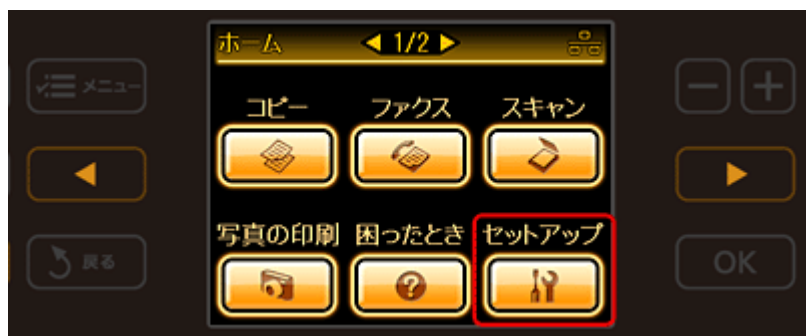 ホーム ◀ 1/2 ▶
メニュー
コピー ファクス スキャン
写真の印刷 困ったとき セットアップ
戻る OK